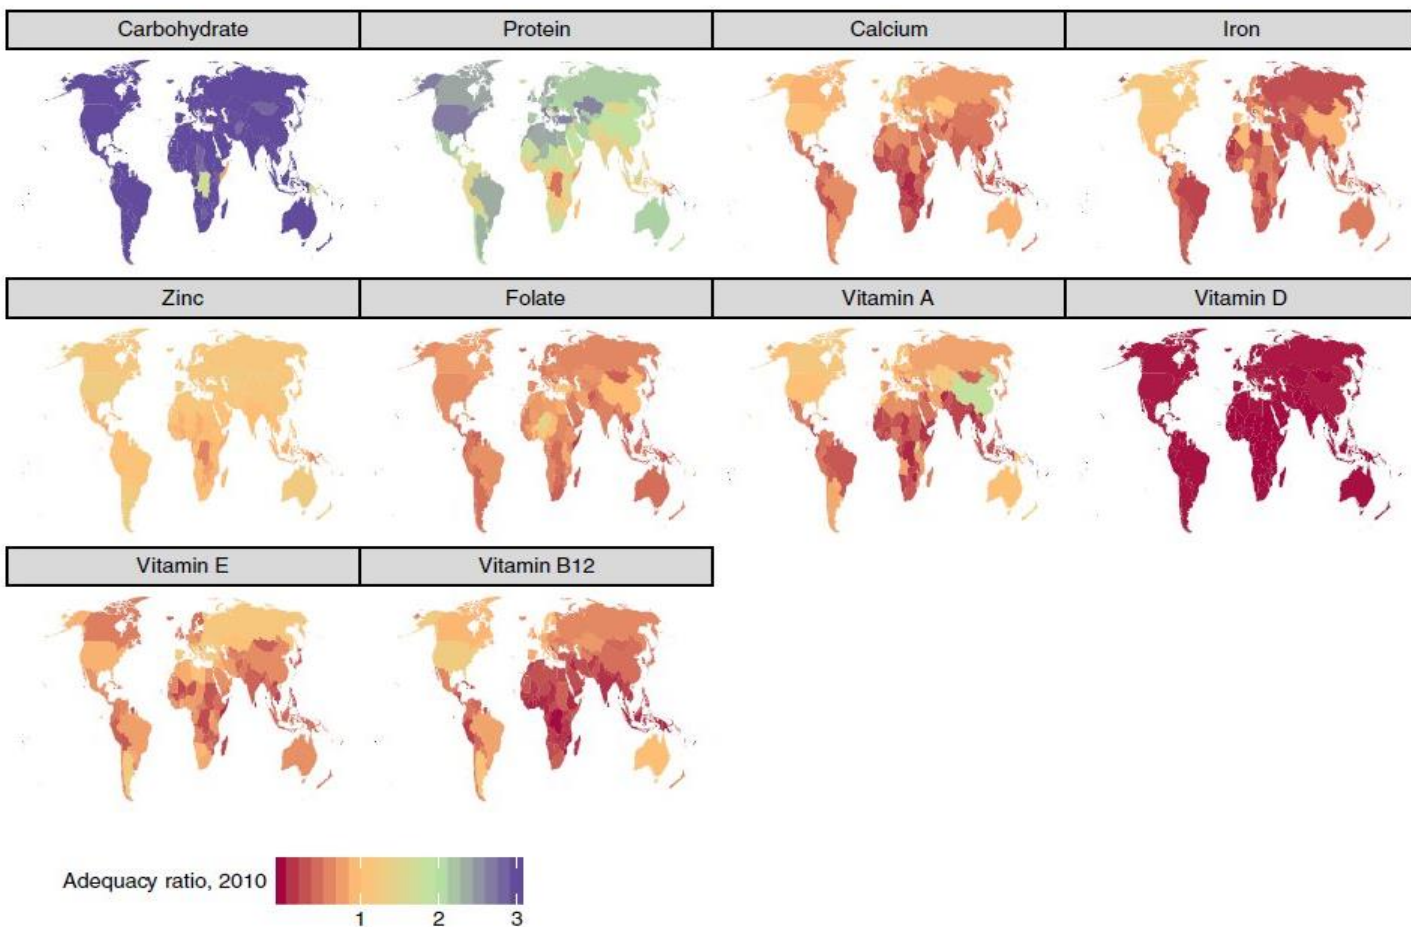 Carbohydrate Protein Calcium Iron
Zinc Folate Vitamin A Vitamin D
Vitamin E Vitamin B12
Adequacy ratio, 2010
1 2 3